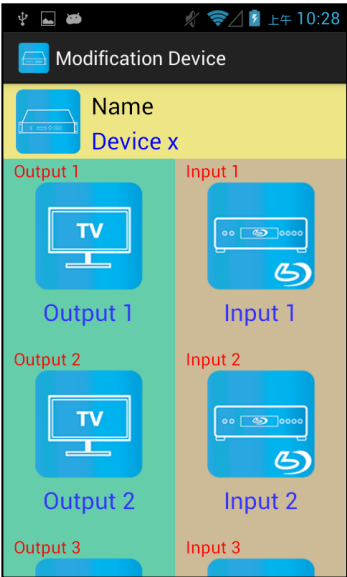 上午 10:28
Modification Device
Name
Device x
Output 1 Input 1
TV
Output 1 Input 1
Output 2 Input 2
TV
Output 2 Input 2
Output 3 Input 3